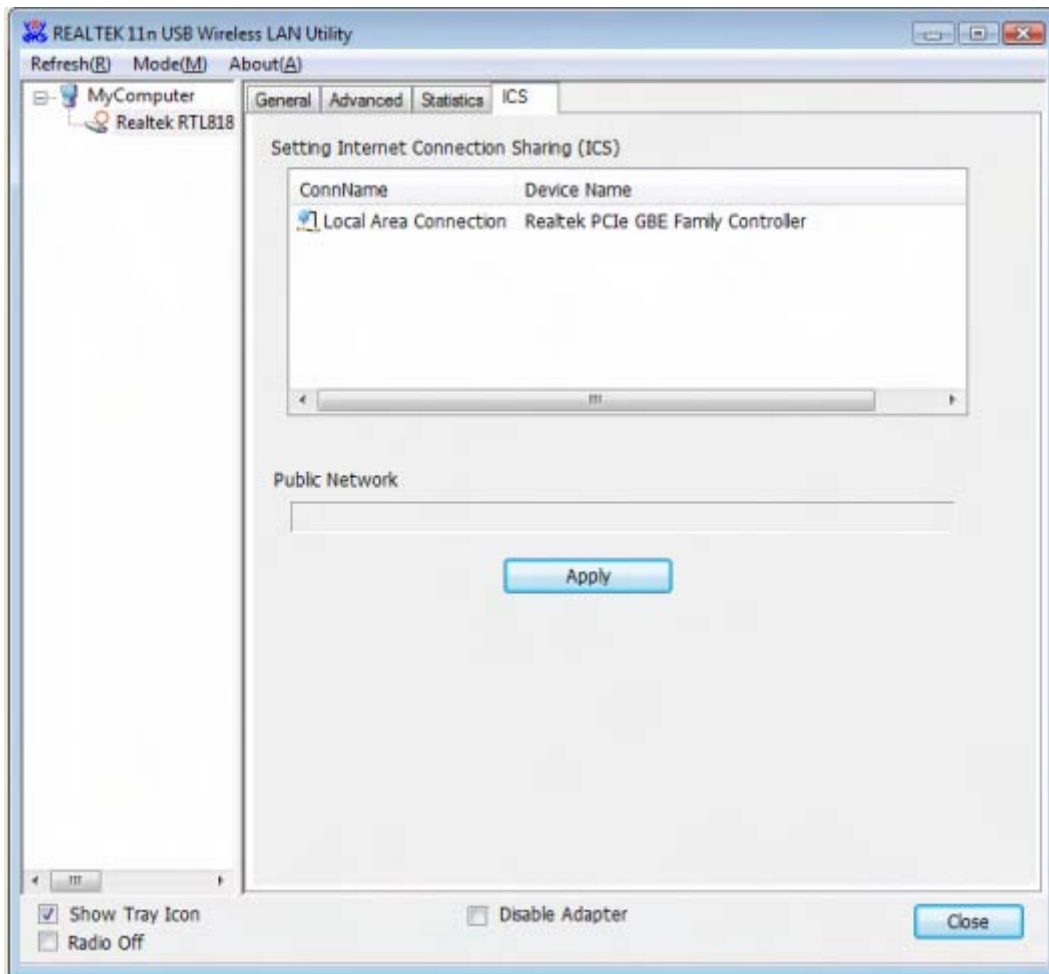 REALTEK 11n USB Wireless LAN Utility
Refresh(R) Mode(M) About(A)
MyComputer
Realtek RTL818
General Advanced Statistics ICS
Setting Internet Connection Sharing (ICS)
ConnName Device Name
Local Area Connection Realtek PCIe GBE Family Controller
Public Network
Apply
Show Tray Icon
Radio Off
Disable Adapter
Close